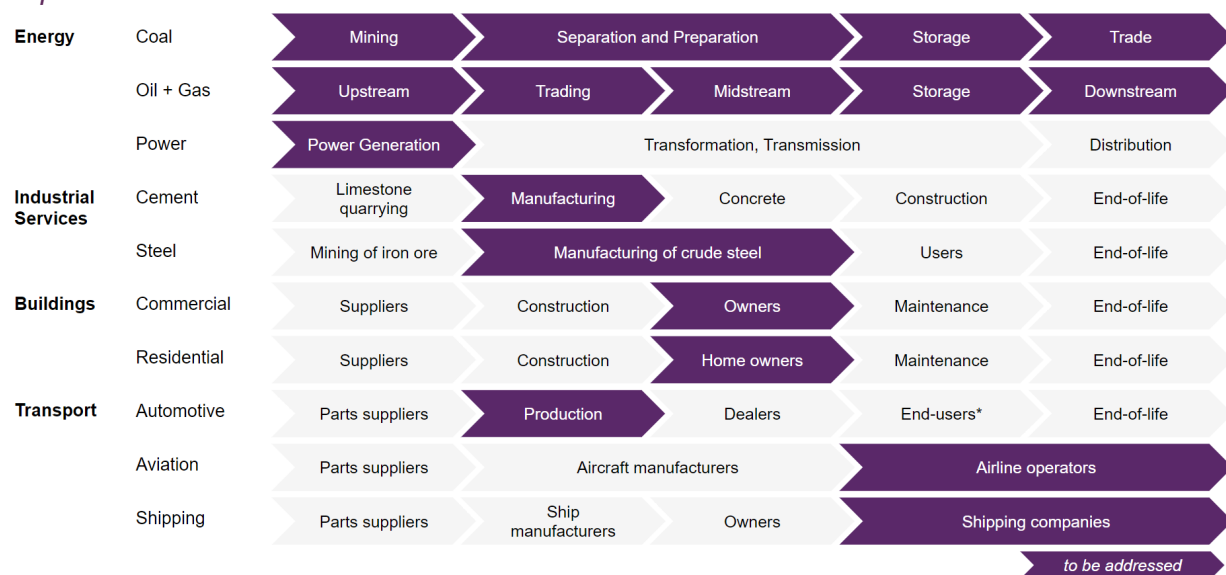 Energy Coal Mining Separation and Preparation Storage Trade
Oil + Gas Upstream Trading Midstream Storage Downstream
Power Power Generation Transformation, Transmission Distribution
Industrial
Services Cement Limestone
quarrying Manufacturing Concrete Construction End-of-life
Steel Mining of iron ore Manufacturing of crude steel Users End-of-life
Buildings Commercial Suppliers Construction Owners Maintenance End-of-life
Residential Suppliers Construction Home owners Maintenance End-of-life
Transport Automotive Parts suppliers Production Dealers End-users* End-of-life
Aviation Parts suppliers Aircraft manufacturers Airline operators
Shipping Parts suppliers Ship
manufacturers Owners Shipping companies
to be addressed